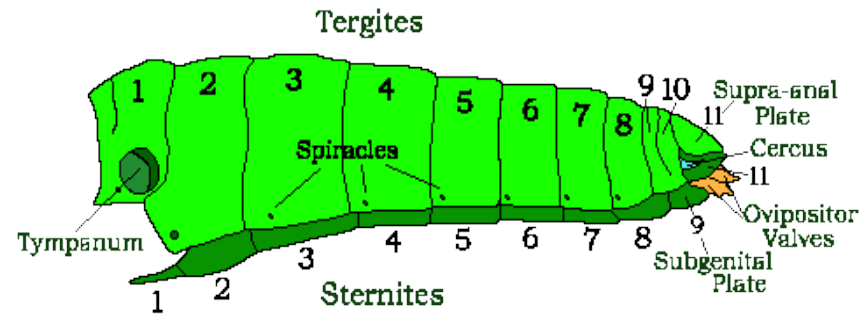 Tergites
1 2 3 4 5 6 7 8 9 10 11
Supra-anal
Plate
Cercus
11
Spiracles
Ovipositor
Valves
Tympanum
1 2 3 4 5 6 7 8 9
Subgenital
Plate
Sternites